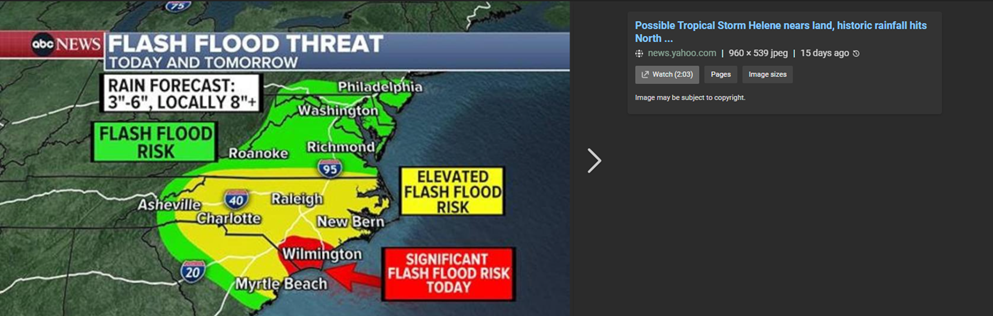 75
abc NEWS
FLASH FLOOD THREAT
TODAY AND TOMORROW
RAIN FORECAST:
3"-6", LOCALLY 8"+
FLASH FLOOD
RISK
Philadelphia
Washington
Roanoke
Richmond
95
ELEVATED
FLASH FLOOD
RISK
Asheville
40
Raleigh
Charlotte
New Bern
Wilmington
SIGNIFICANT
FLASH FLOOD RISK
TODAY
20
Myrtle Beach
Possible Tropical Storm Helene nears land, historic rainfall hits
North ...
news.yahoo.com | 960 × 539 jpeg | 15 days ago
Watch (2:03)
Pages
Image sizes
Image may be subject to copyright.